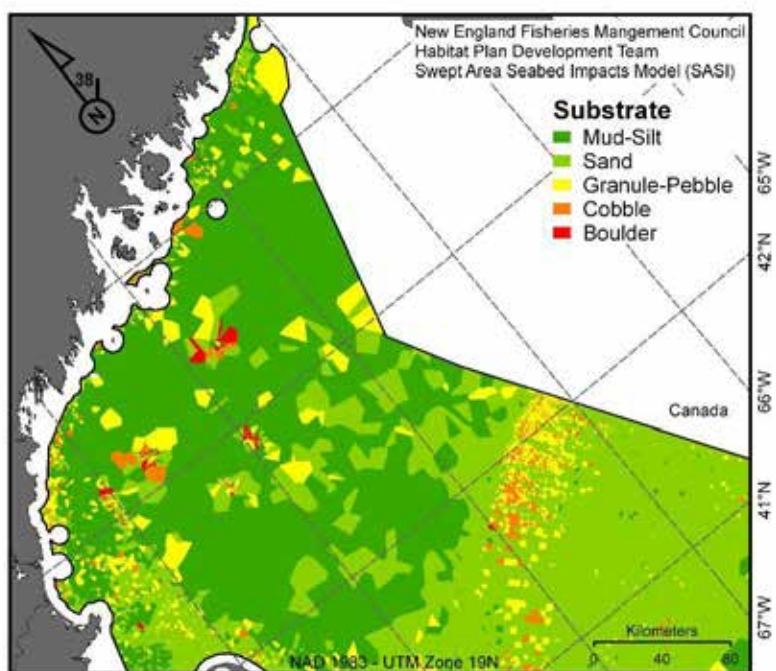 New England Fisheries Mangement Council
Habitat Plan Development Team
Swept Area Seabed Impacts Model (SASI)
38
N
Substrate
Mud-Silt
Sand
Granule-Pebble
Cobble
Boulder
65°W
42°N
66°W
Canada
41°N
67°W
Kilometers
0 20 40 80
NAD 1983 - UTM Zone 19N